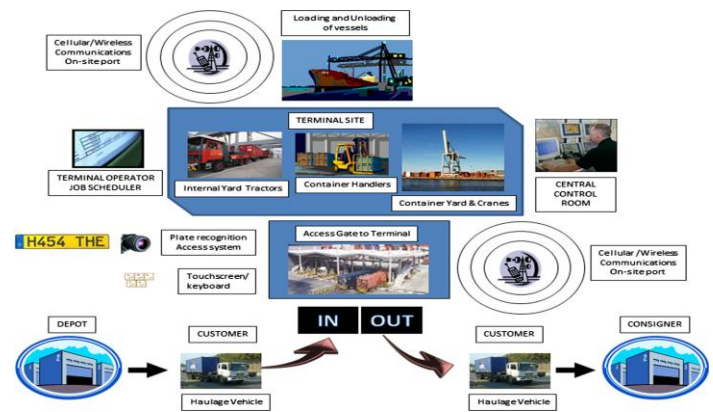 Loading and Unloading
of vessels
Cellular/Wireless
Communications
On-site port
TERMINAL SITE
TERMINAL OPERATOR
JOB SCHEDULER
Internal Yard Tractors
Container Handlers
Container Yard & Cranes
CENTRAL
CONTROL
ROOM
H454 THE
Plate recognition
Access system
Access Gate to Terminal
Cellular/Wireless
Communications
On-site port
Touchscreen/
keyboard
IN
OUT
DEPOT
CUSTOMER
CUSTOMER
CONSIGNER
Haulage Vehicle
Haulage Vehicle